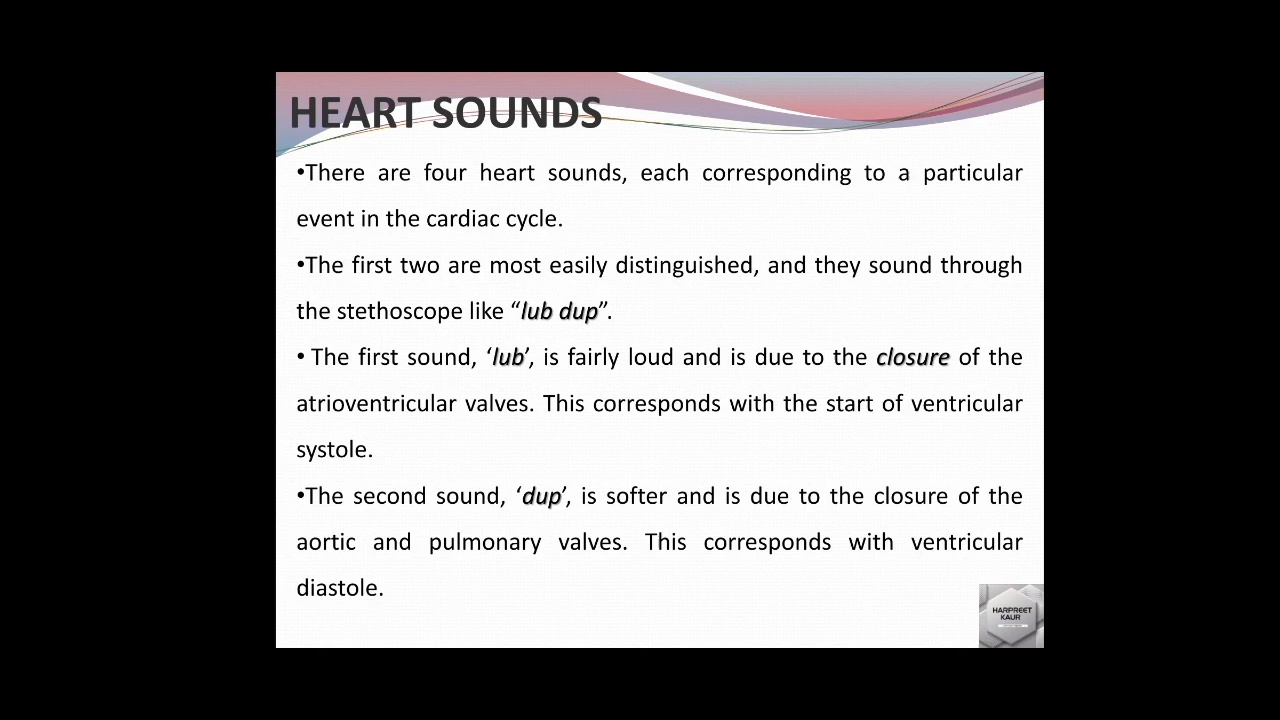 HEART SOUNDS
•There are four heart sounds, each corresponding to a particular
event in the cardiac cycle.
•The first two are most easily distinguished, and they sound through
the stethoscope like “lub dup”.
• The first sound, ‘lub’, is fairly loud and is due to the closure of the
atrioventricular valves. This corresponds with the start of ventricular
systole.
•The second sound, ‘dup’, is softer and is due to the closure of the
aortic and pulmonary valves. This corresponds with ventricular
diastole.
HARPREET
KAUR